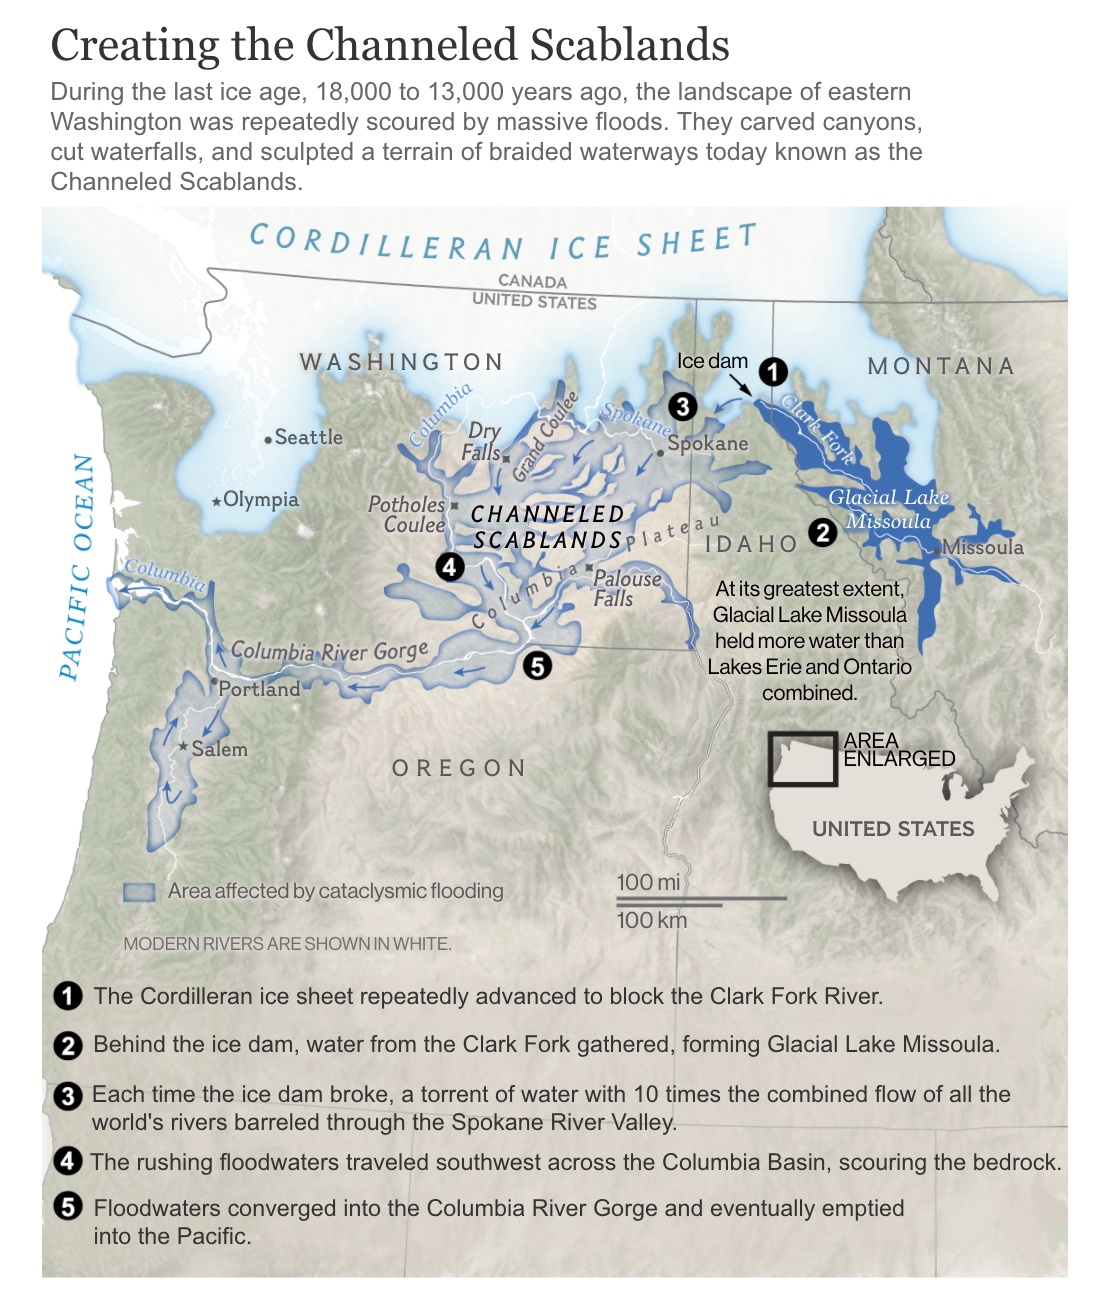 Creating the Channeled Scablands
During the last ice age, 18,000 to 13,000 years ago, the landscape of eastern
Washington was repeatedly scoured by massive floods. They carved canyons,
cut waterfalls, and sculpted a terrain of braided waterways today known as the
Channeled Scablands.
CORDILLERAN ICE SHEET
CANADA
UNITED STATES
WASHINGTON
Ice dam
1
MONTANA
Columbia
Grand Coulee
Spokane
3
Clark Fork
Seattle
Dry
Falls
Spokane
Olympia
Potholes
Coulee
CHANNELED
SCABLANDS
Glacial Lake
Missoula
PACIFIC OCEAN
Columbia Plateau
IDAHO
2
Missoula
4
Columbia
Palouse
Falls
At its greatest extent,
Glacial Lake Missoula
held more water than
Lakes Erie and Ontario
combined.
Columbia River Gorge
5
Portland
Salem
OREGON
AREA
ENLARGED
UNITED STATES
Area affected by cataclysmic flooding
100 mi
100 km
MODERN RIVERS ARE SHOWN IN WHITE.
1 The Cordilleran ice sheet repeatedly advanced to block the Clark Fork River.
2 Behind the ice dam, water from the Clark Fork gathered, forming Glacial Lake Missoula.
3 Each time the ice dam broke, a torrent of water with 10 times the combined flow of all the
world's rivers barreled through the Spokane River Valley.
4 The rushing floodwaters traveled southwest across the Columbia Basin, scouring the bedrock.
5 Floodwaters converged into the Columbia River Gorge and eventually emptied
into the Pacific.